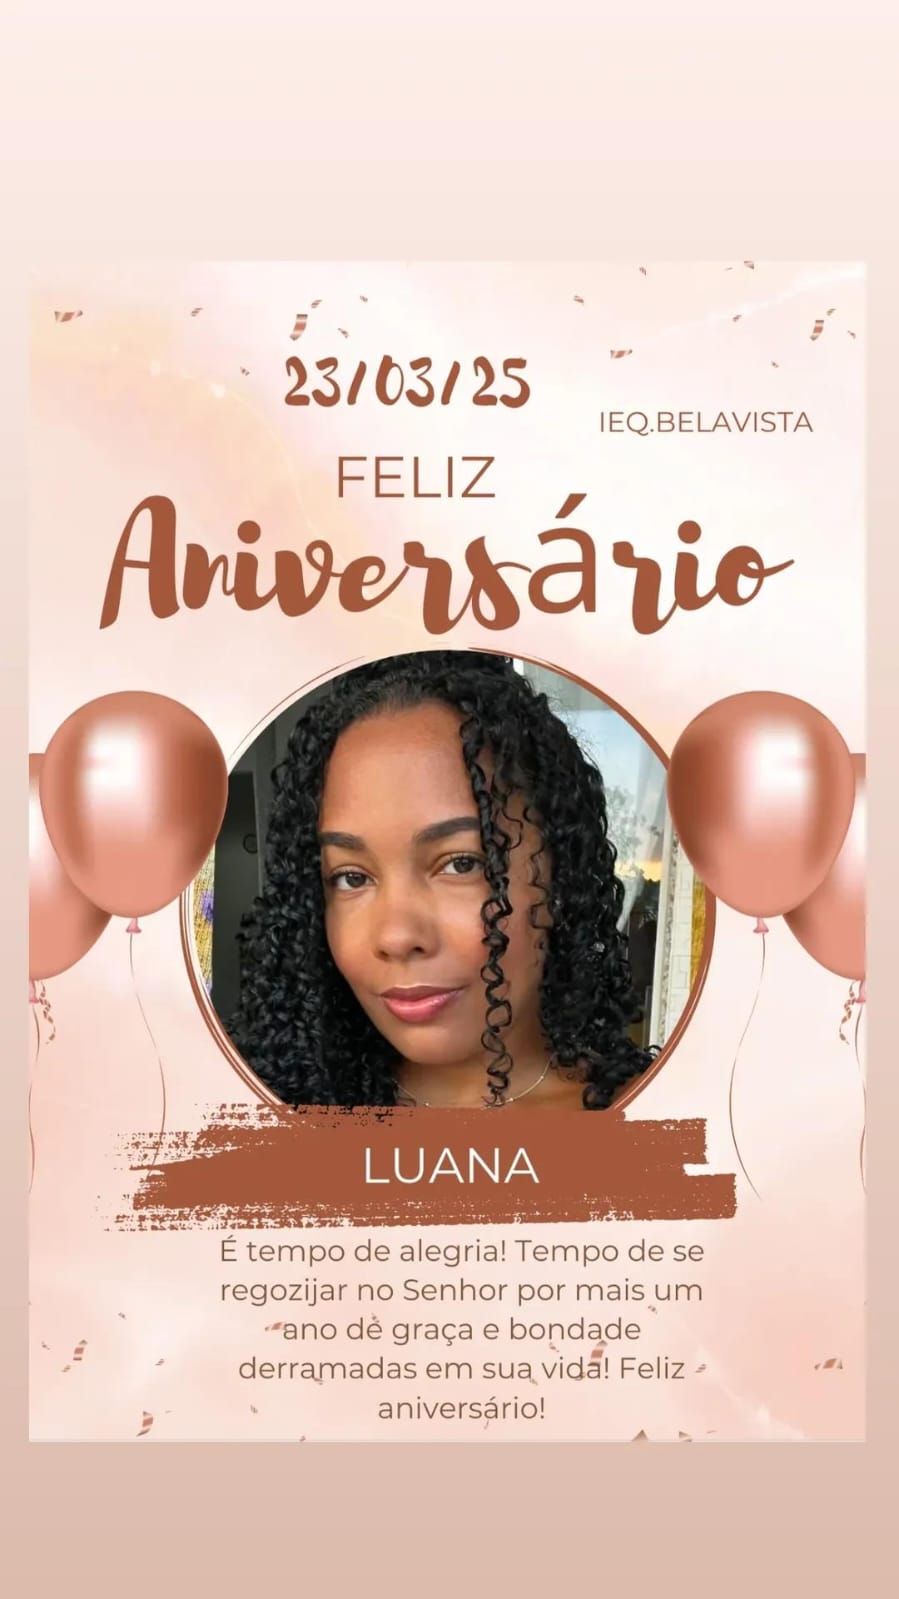 23/03/25
IEQ.BELAVISTA
FELIZ
Aniversário
LUANA
É tempo de alegria! Tempo de se
regozijar no Senhor por mais um
ano de graça e bondade
derramadas em sua vida! Feliz
aniversário!